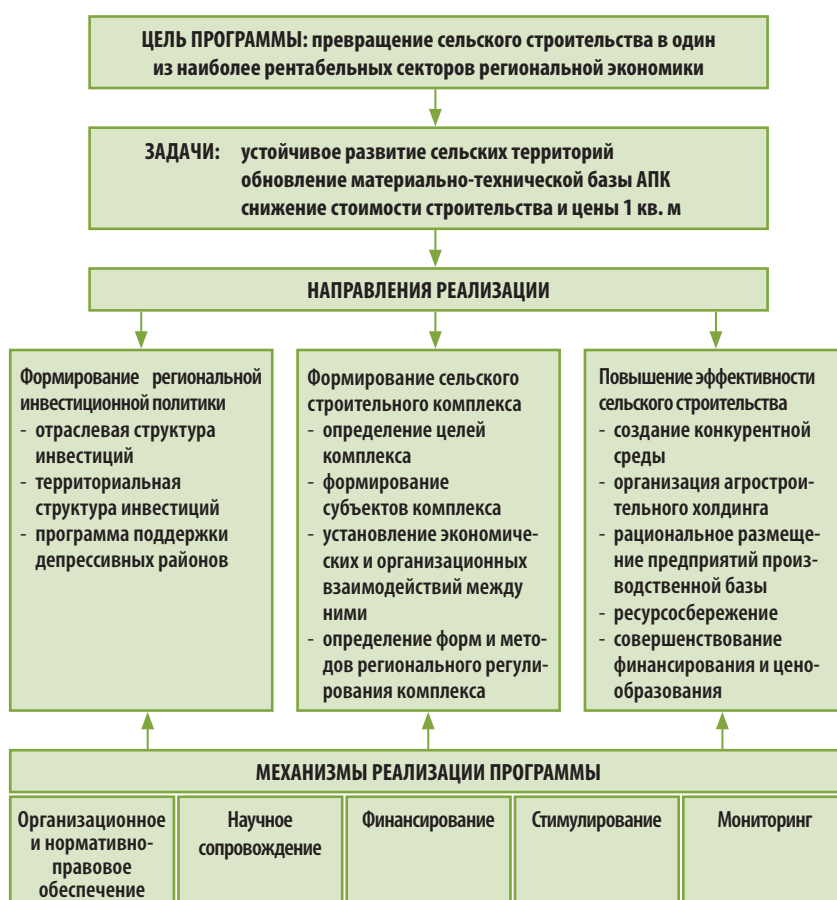 ЦЕЛЬ ПРОГРАММЫ: превращение сельского строительства в один
из наиболее рентабельных секторов региональной экономики
ЗАДАЧИ: устойчивое развитие сельских территорий
обновление материально-технической базы АПК
снижение стоимости строительства и цены 1 кв. м
НАПРАВЛЕНИЯ РЕАЛИЗАЦИИ
Формирование региональной
инвестиционной политики
- отраслевая структура
инвестиций
- территориальная
структура инвестиций
- программа поддержки
депрессивных районов
Формирование сельского
строительного комплекса
- определение целей
комплекса
- формирование
субъектов комплекса
- установление экономиче-
ских и организационных
взаимодействий между
ними
- определение форм и мето-
дов регионального регули-
рования комплекса
Повышение эффективности
сельского строительства
- создание конкурентной
среды
- организация агрострои-
тельного холдинга
- рациональное размеще-
ние предприятий произ-
водственной базы
- ресурсосбережение
- совершенствование
финансирования и цено-
образования
МЕХАНИЗМЫ РЕАЛИЗАЦИИ ПРОГРАММЫ
Организационное
и нормативно-
правовое
обеспечение
Научное
сопровождение
Финансирование
Стимулирование
Мониторинг